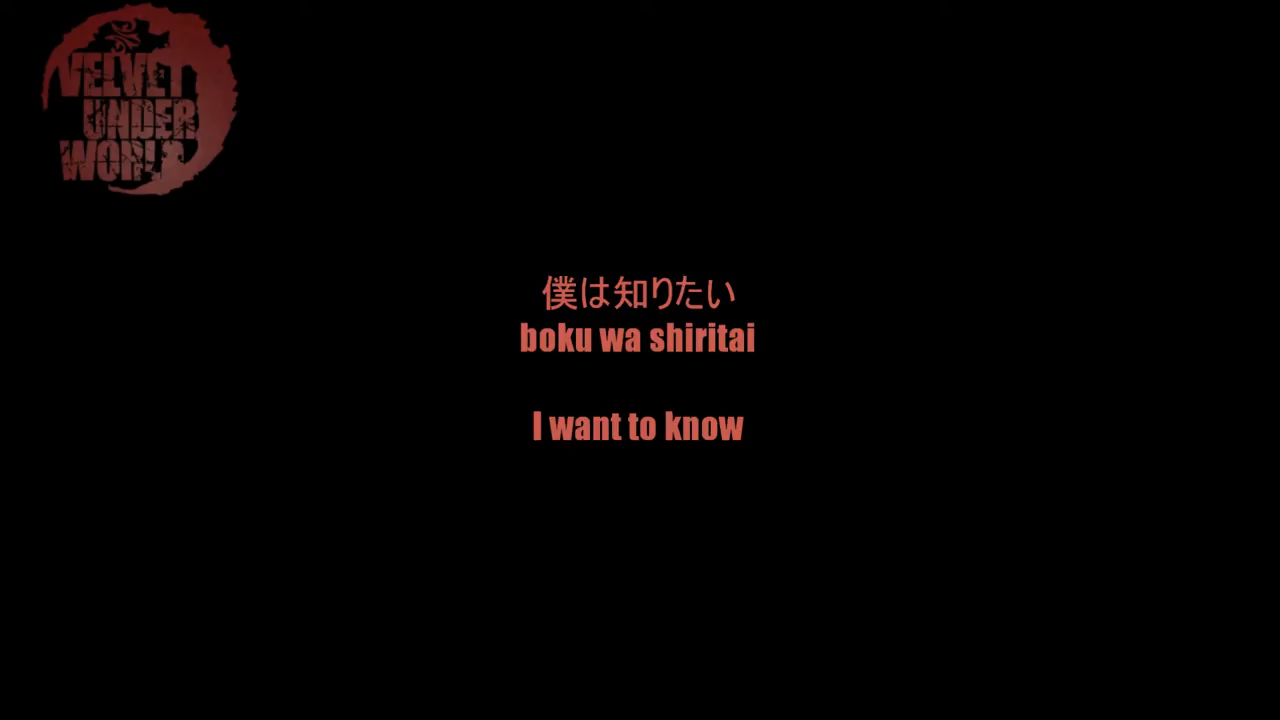 VELVET
UNDER
WORLD
僕は知りたい
boku wa shiritai
I want to know